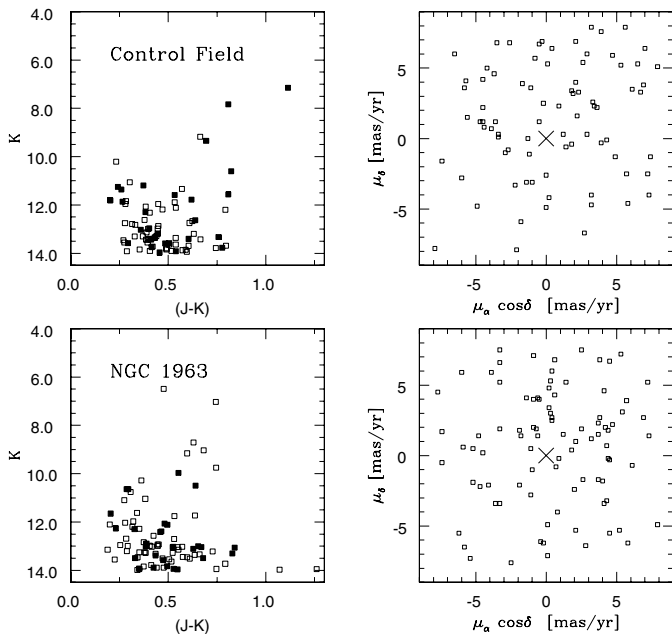 4.0
Control Field
6.0
8.0
K
10.0
12.0
14.0
0.0 0.5 1.0
(J-K)
5
0
-5
μδ [mas/yr]
-5 0 5
μα cosδ [mas/yr]
4.0
NGC 1963
6.0
8.0
K
10.0
12.0
14.0
0.0 0.5 1.0
(J-K)
5
0
-5
μδ [mas/yr]
-5 0 5
μα cosδ [mas/yr]